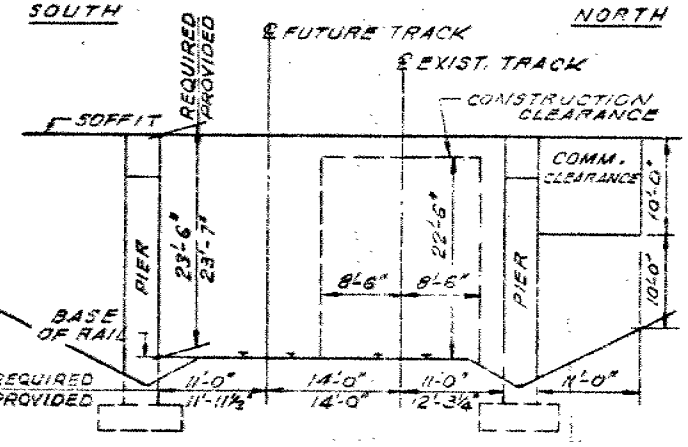 SOUTH
NORTH
REQUIRED
PROVIDED
℄ FUTURE TRACK
℄ EXIST. TRACK
CONSTRUCTION
CLEARANCE
SOFFIT
COMM.
CLEARANCE
10'-0"
PIER
23'-6"
23'-7"
22'-6"
PIER
8'-6"
8'-6"
10'-0"
BASE
OF RAIL
REQUIRED
11'-0"
14'-0"
11'-0"
11'-0"
PROVIDED
11'-11½"
14'-0"
12'-3¼"